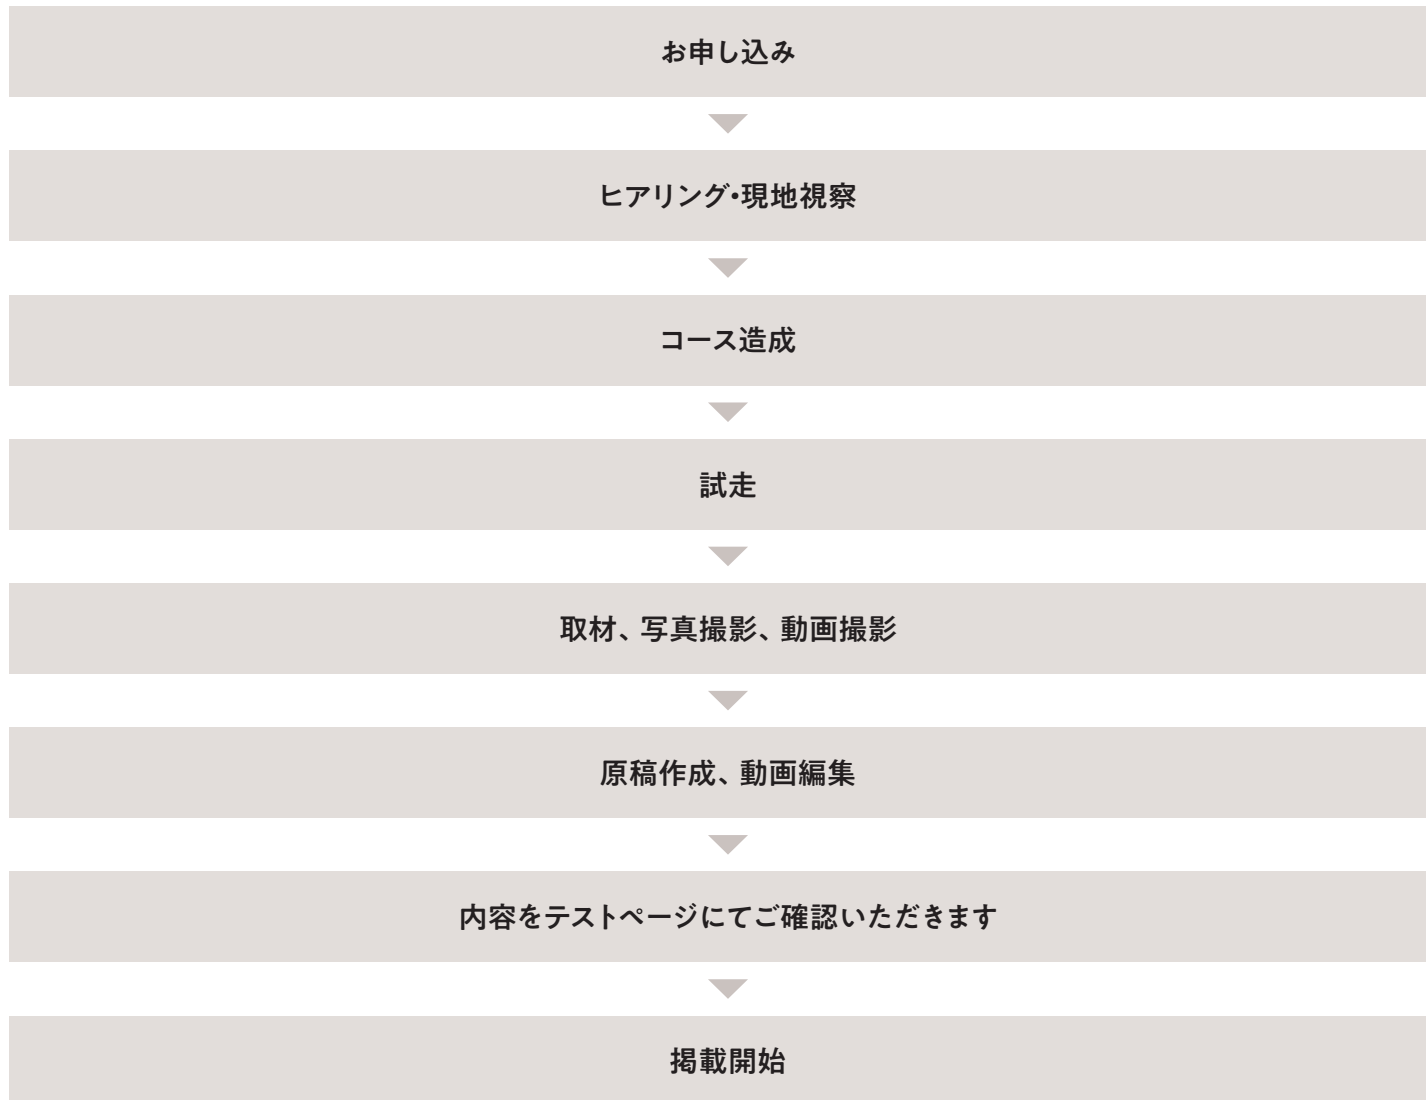 お申し込み
ヒアリング・現地視察
コース造成
試走
取材、写真撮影、動画撮影
原稿作成、動画編集
内容をテストページにてご確認いただきます
掲載開始